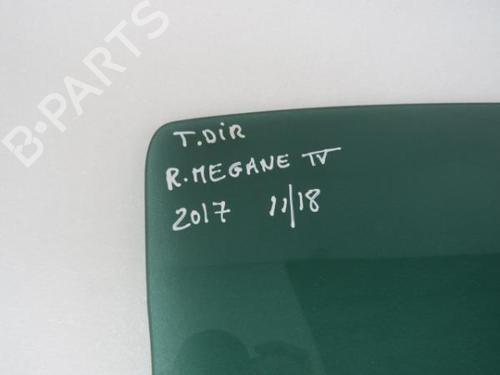 B-PARTS
T.DIR
R.MEGANE IV
2017 11/18